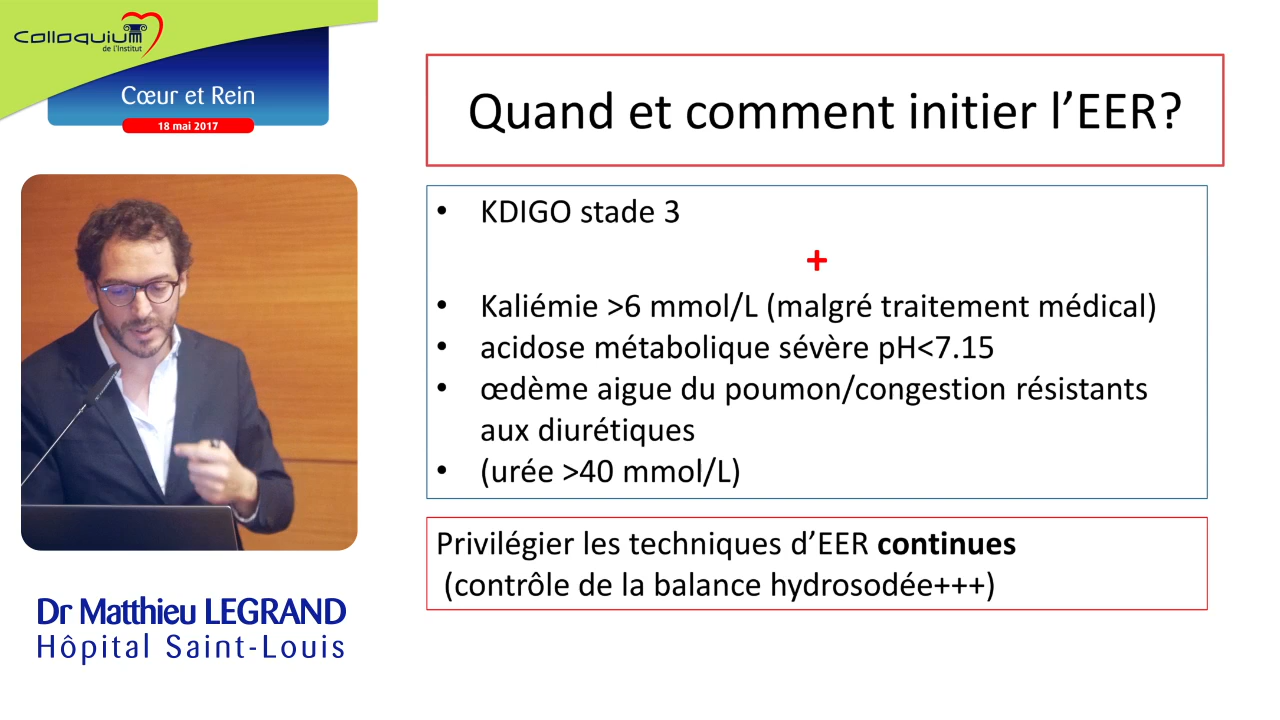 Colloquium
de l'Institut
Cœur et Rein
18 mai 2017
Quand et comment initier l'EER?
• KDIGO stade 3
+
• Kaliémie >6 mmol/L (malgré traitement médical)
• acidose métabolique sévère pH<7.15
• œdème aigue du poumon/congestion résistants
aux diurétiques
• (urée >40 mmol/L)
Privilégier les techniques d'EER continues
(contrôle de la balance hydrosodée+++)
Dr Matthieu LEGRAND
Hôpital Saint-Louis